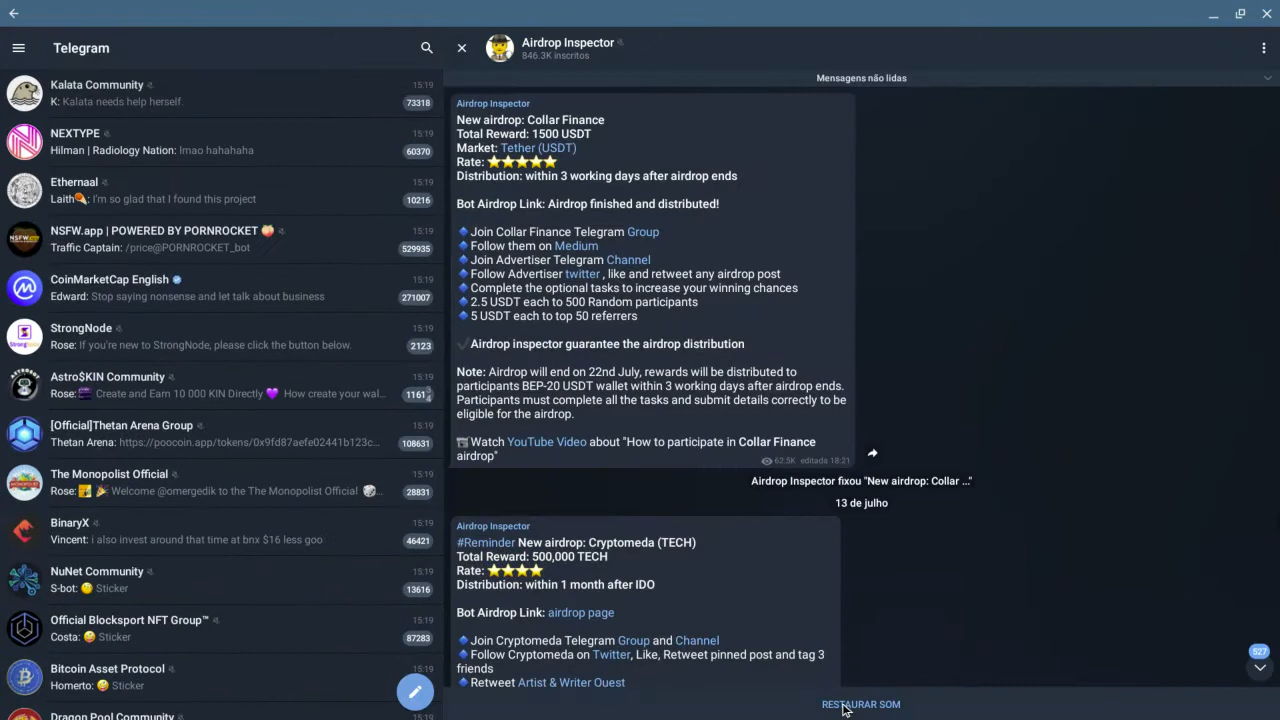 Telegram
Kalata Community
15:19
K: Kalata needs help herself.
73318
NEXTYPE
15:19
Hilman | Radiology Nation: lmao hahahaha
60370
Ethernaal
15:19
Laith🍖: I'm so glad that I found this project
10216
NSFW.app | POWERED BY PORNROCKET 🍑
15:19
Traffic Captain: /price@PORNROCKET_bot
529935
CoinMarketCap English
15:19
Edward: Stop saying nonsense and let talk about business
271007
StrongNode
15:19
Rose: If you're new to StrongNode, please click the button below.
2123
Astro$KIN Community
15:19
Rose: Create and Earn 10 000 KIN Directly 💜 How create your wal...
[Official]Thetan Arena Group
15:19
Thetan Arena: https://poocoin.app/tokens/0x9fd87aefe02441b123c...
108631
The Monopolist Official
15:19
Rose: 🎉 Welcome @omergedik to the The Monopolist Official 🎲...
28831
BinaryX
15:19
Vincent: i also invest around that time at bnx $16 less goo
46421
NuNet Community
15:19
S-bot: Sticker
13616
Official Blocksport NFT Group™
15:19
Costa: 🤪 Sticker
87283
Bitcoin Asset Protocol
15:19
Homerto: 🤪 Sticker
Dragon Pool Community
15:19
Airdrop Inspector
846.3K inscritos
Mensagens não lidas
Airdrop Inspector
New airdrop: Collar Finance
Total Reward: 1500 USDT
Market: Tether (USDT)
Rate: ⭐⭐⭐⭐⭐
Distribution: within 3 working days after airdrop ends
Bot Airdrop Link: Airdrop finished and distributed!
🔹Join Collar Finance Telegram Group
🔹Follow them on Medium
🔹Join Advertiser Telegram Channel
🔹Follow Advertiser twitter , like and retweet any airdrop post
🔹Complete the optional tasks to increase your winning chances
🔹2.5 USDT each to 500 Random participants
🔹5 USDT each to top 50 referrers
✔️Airdrop inspector guarantee the airdrop distribution
Note: Airdrop will end on 22nd July, rewards will be distributed to
participants BEP-20 USDT wallet within 3 working days after airdrop ends.
Participants must complete all the tasks and submit details correctly to be
eligible for the airdrop.
📹Watch YouTube Video about "How to participate in Collar Finance
airdrop"
62.5K editada 18:21
Airdrop Inspector fixou "New airdrop: Collar ..."
13 de julho
Airdrop Inspector
#Reminder New airdrop: Cryptomeda (TECH)
Total Reward: 500,000 TECH
Rate: ⭐⭐⭐⭐
Distribution: within 1 month after IDO
Bot Airdrop Link: airdrop page
🔹Join Cryptomeda Telegram Group and Channel
🔹Follow Cryptomeda on Twitter, Like, Retweet pinned post and tag 3
friends
🔹Retweet Artist & Writer Quest
527
RESTAURAR SOM